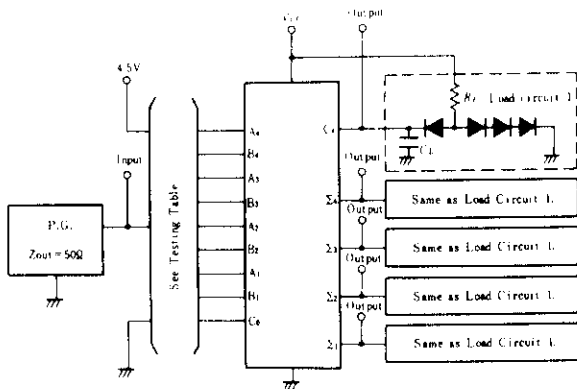 Vcc
Output
4.5V
RL Load circuit 1
Input
C4
CL
A4
B4
A3
B3
A2
B2
A1
B1
C0
Output
Σ4
Same as Load Circuit 1.
Output
Σ3
Same as Load Circuit 1.
Output
Σ2
Same as Load Circuit 1.
Output
Σ1
Same as Load Circuit 1.
P.G.
Zout = 50Ω
See Testing Table